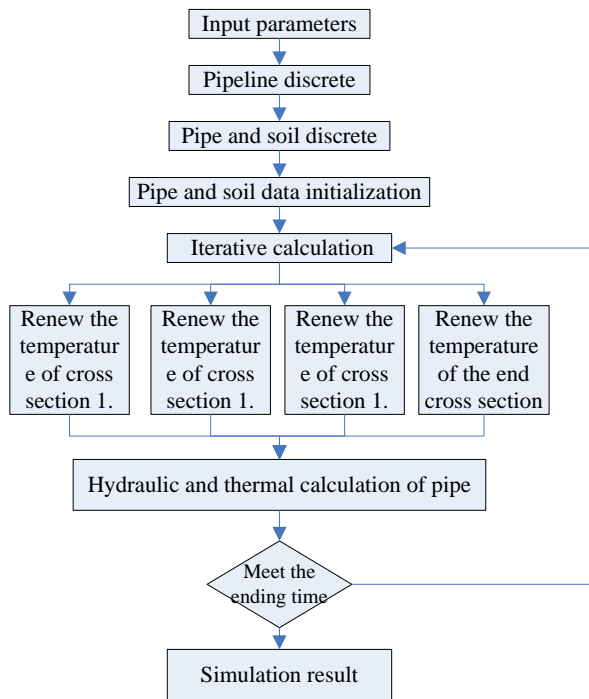 Input parameters
Pipeline discrete
Pipe and soil discrete
Pipe and soil data initialization
Iterative calculation
Renew the
temperatur
e of cross
section 1.
Renew the
temperatur
e of cross
section 1.
Renew the
temperatur
e of cross
section 1.
Renew the
temperature
of the end
cross section
Hydraulic and thermal calculation of pipe
Meet the
ending time
Simulation result